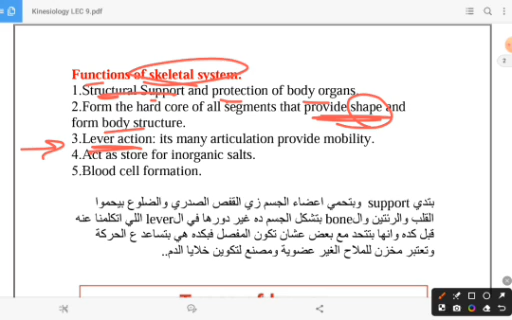 Kinesiology LEC 9.pdf
Functions of skeletal system:
1.Structural Support and protection of body organs.
2.Form the hard core of all segments that provide shape and
form body structure.
3.Lever action: its many articulation provide mobility.
4.Act as store for inorganic salts.
5.Blood cell formation.
بتدي support وبتحمي اعضاء الجسم زي القفص الصدري والضلوع بيحموا
القلب والرنتين والbone بتشكل الجسم ده غير دورها في الlever اللي اتكلمنا عنه
قبل كده وانها بتتحد مع بعض عشان تكون المفصل فبكده هي بتساعد ع الحركة
وتعتبر مخزن للملاح الغير عضوية ومصنع لتكوين خلايا الدم..
2